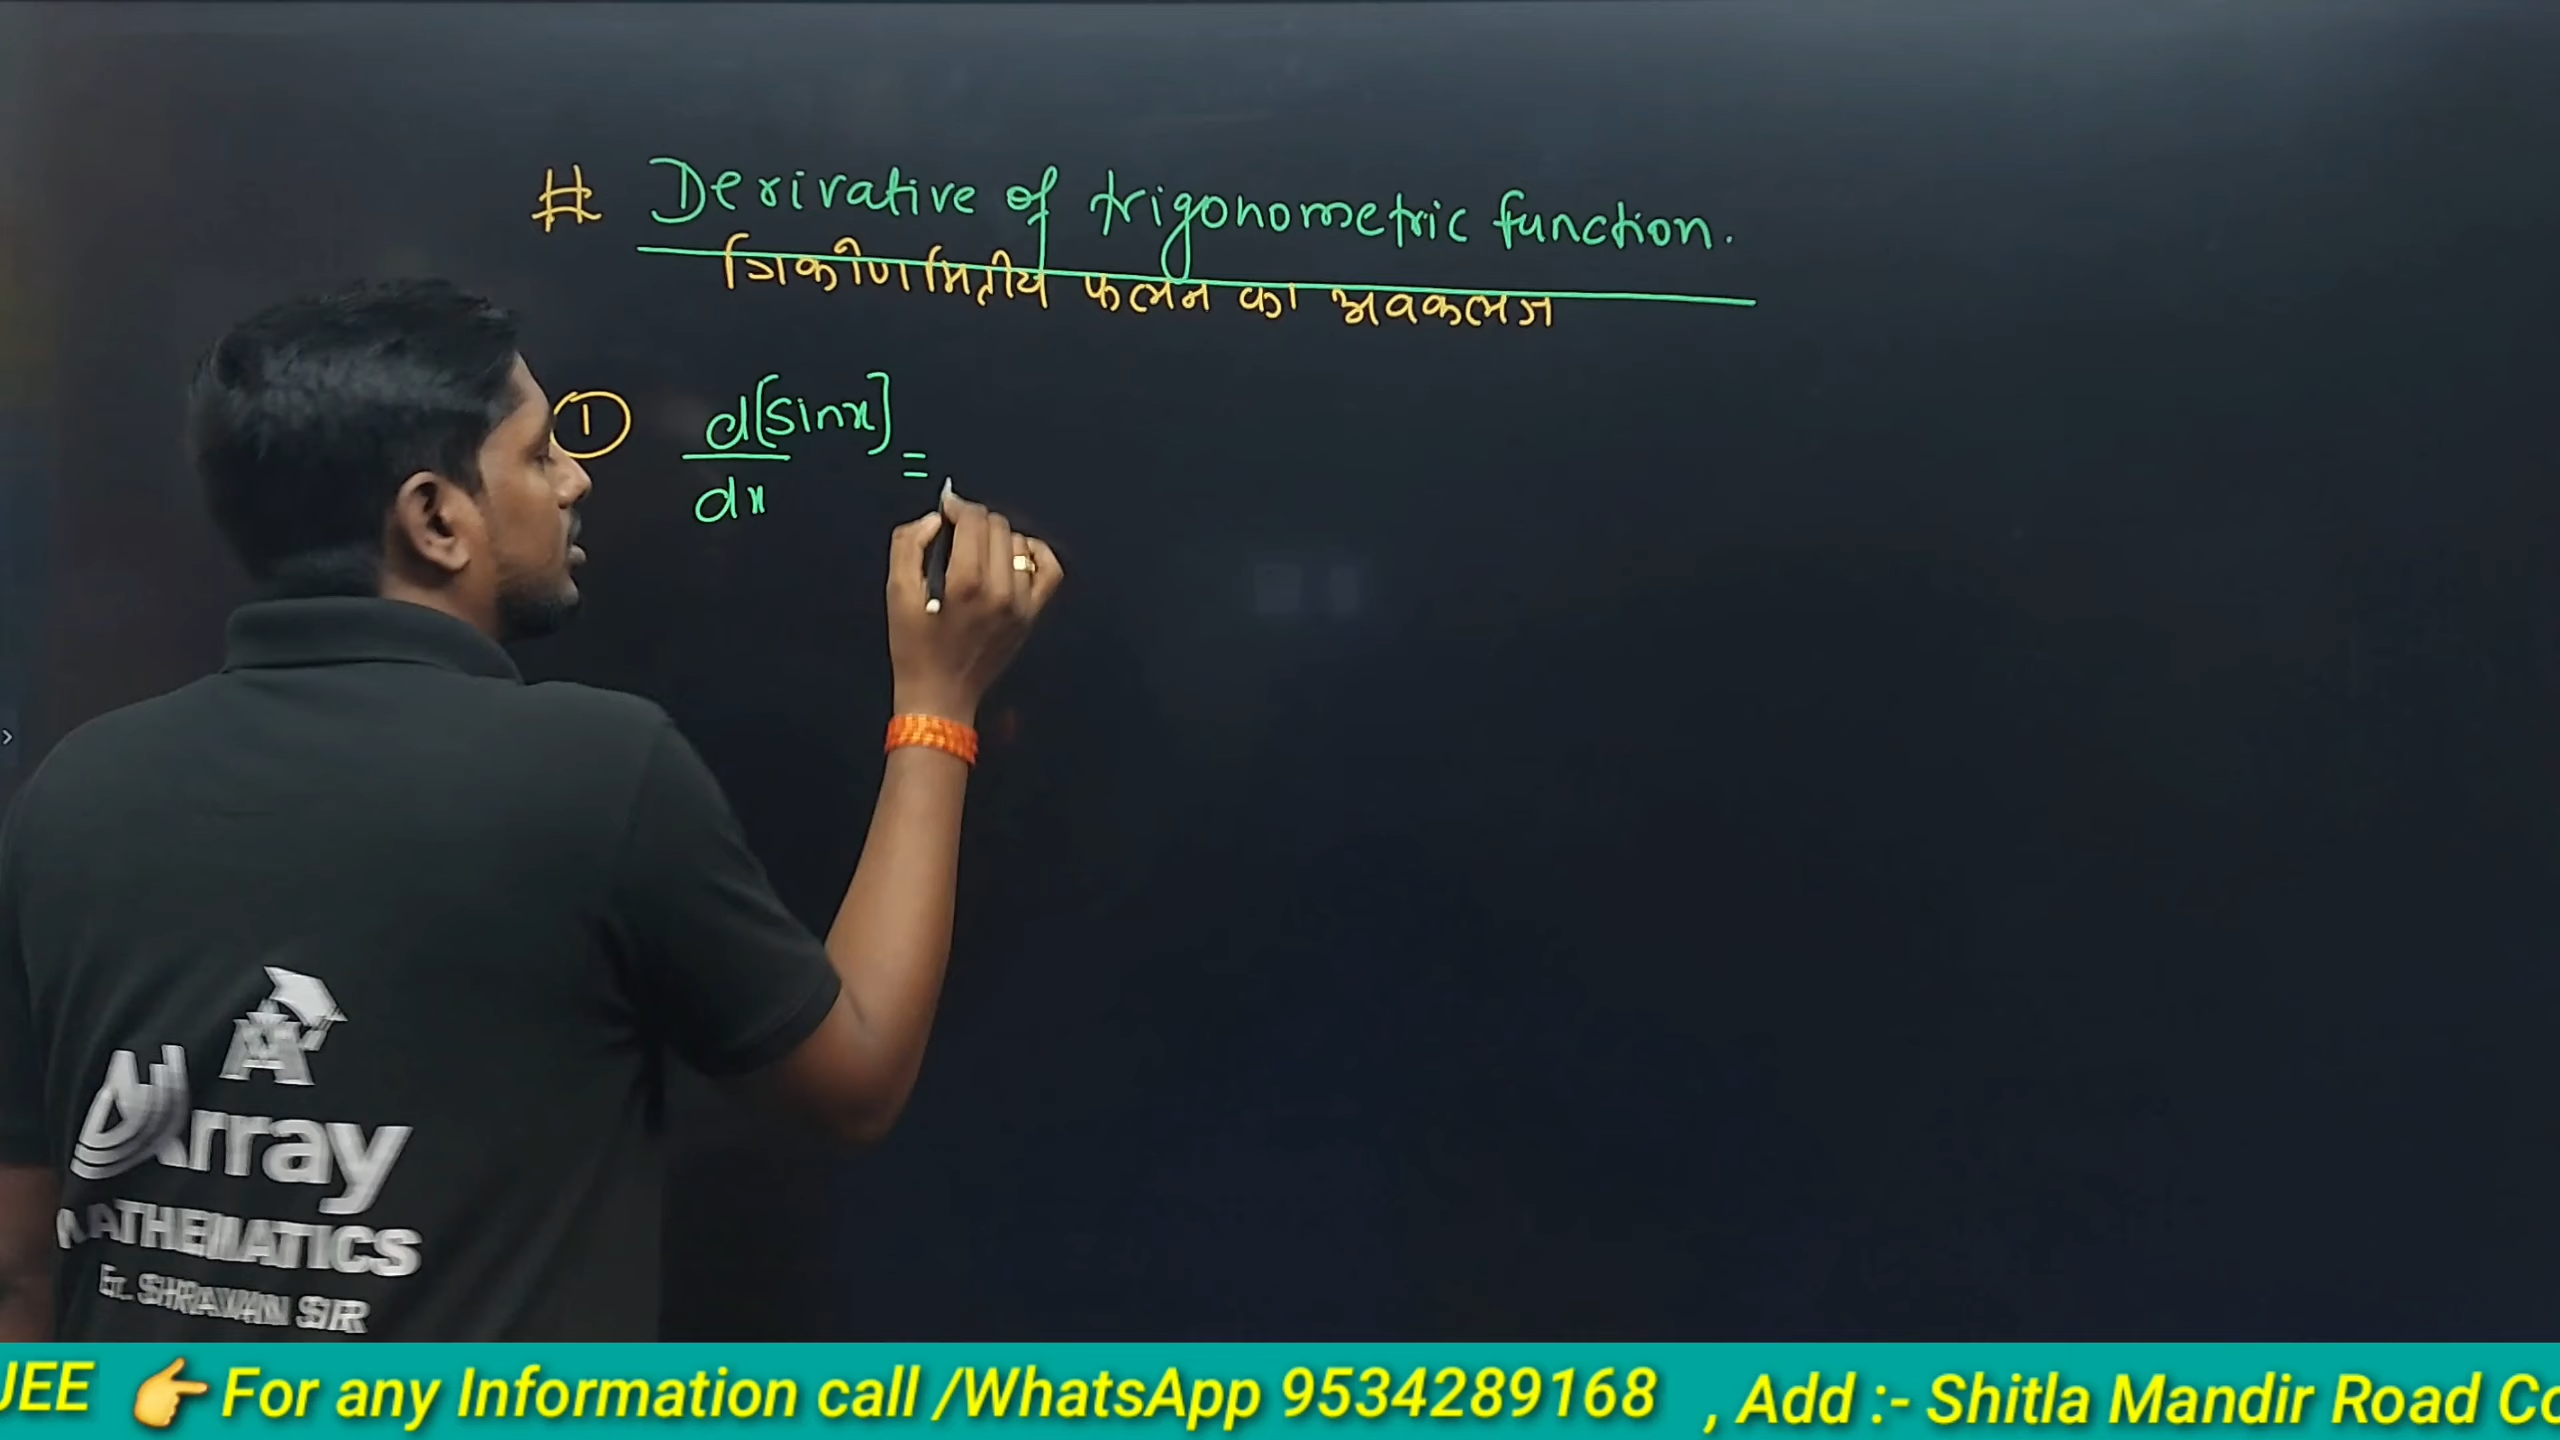 # Derivative of trigonometric function.
त्रिकोणमितीय फलन का अवकलज
① d[sinx]
dx =
A
Array
MATHEMATICS
Er. SHRAWAN SIR
JEE 👉 For any Information call /WhatsApp 9534289168 , Add :- Shitla Mandir Road Co